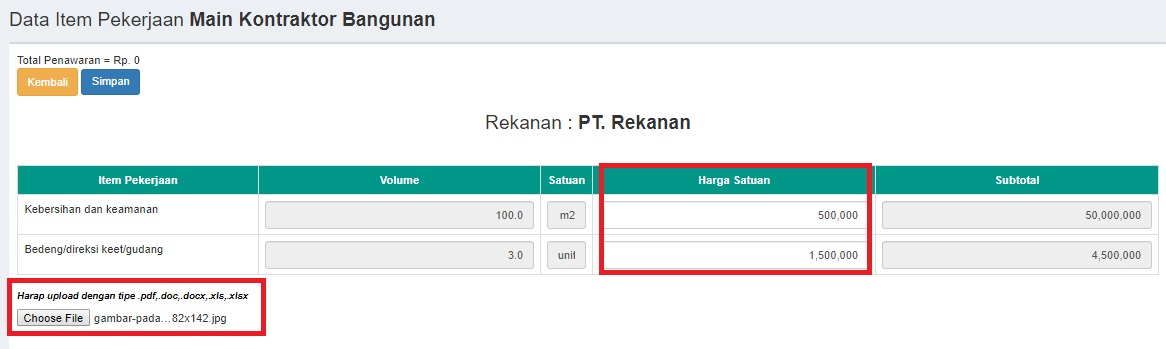 Data Item Pekerjaan Main Kontraktor Bangunan
Total Penawaran = Rp. 0
Kembali Simpan
Rekanan : PT. Rekanan
Item Pekerjaan Volume Satuan Harga Satuan Subtotal
Kebersihan dan keamanan 100.0 m2 500,000 50,000,000
Bedeng/direksi keet/gudang 3.0 unit 1,500,000 4,500,000
Harap upload dengan tipe .pdf,.doc,.docx,.xls,.xlsx
Choose File gambar-pada...82x142.jpg